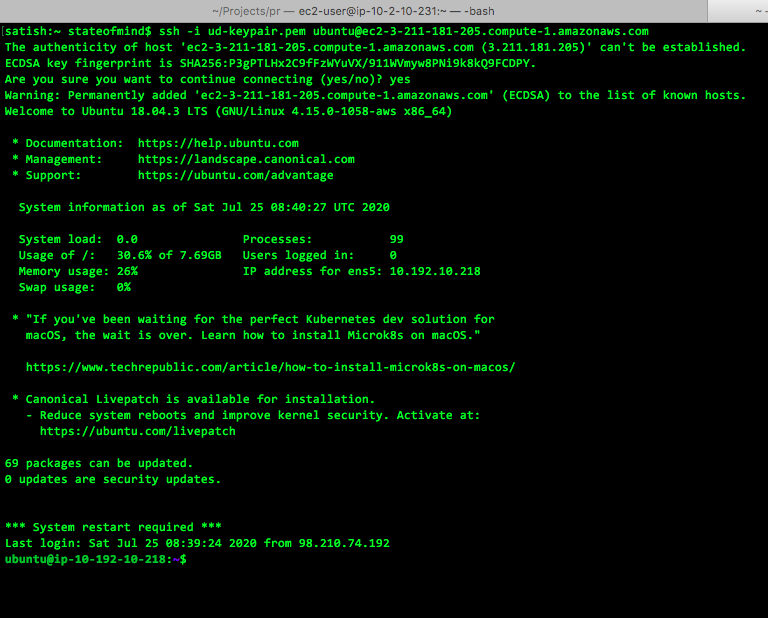 ~/Projects/pr — ec2-user@ip-10-2-10-231:~ — -bash
~ —
[satish:~ stateofmind$ ssh -i ud-keypair.pem ubuntu@ec2-3-211-181-205.compute-1.amazonaws.com
The authenticity of host 'ec2-3-211-181-205.compute-1.amazonaws.com (3.211.181.205)' can't be established.
ECDSA key fingerprint is SHA256:P3gPTLHx2C9fFzWYuVX/911WVmyw8PNi9k8kQ9FCDPY.
Are you sure you want to continue connecting (yes/no)? yes
Warning: Permanently added 'ec2-3-211-181-205.compute-1.amazonaws.com' (ECDSA) to the list of known hosts.
Welcome to Ubuntu 18.04.3 LTS (GNU/Linux 4.15.0-1058-aws x86_64)
* Documentation:  https://help.ubuntu.com
* Management:     https://landscape.canonical.com
* Support:        https://ubuntu.com/advantage
System information as of Sat Jul 25 08:40:27 UTC 2020
System load:  0.0               Processes:           99
Usage of /:   30.6% of 7.69GB   Users logged in:     0
Memory usage: 26%               IP address for ens5: 10.192.10.218
Swap usage:   0%
* "If you've been waiting for the perfect Kubernetes dev solution for
macOS, the wait is over. Learn how to install Microk8s on macOS."
https://www.techrepublic.com/article/how-to-install-microk8s-on-macos/
* Canonical Livepatch is available for installation.
- Reduce system reboots and improve kernel security. Activate at:
https://ubuntu.com/livepatch
69 packages can be updated.
0 updates are security updates.
*** System restart required ***
Last login: Sat Jul 25 08:39:24 2020 from 98.210.74.192
ubuntu@ip-10-192-10-218:~$